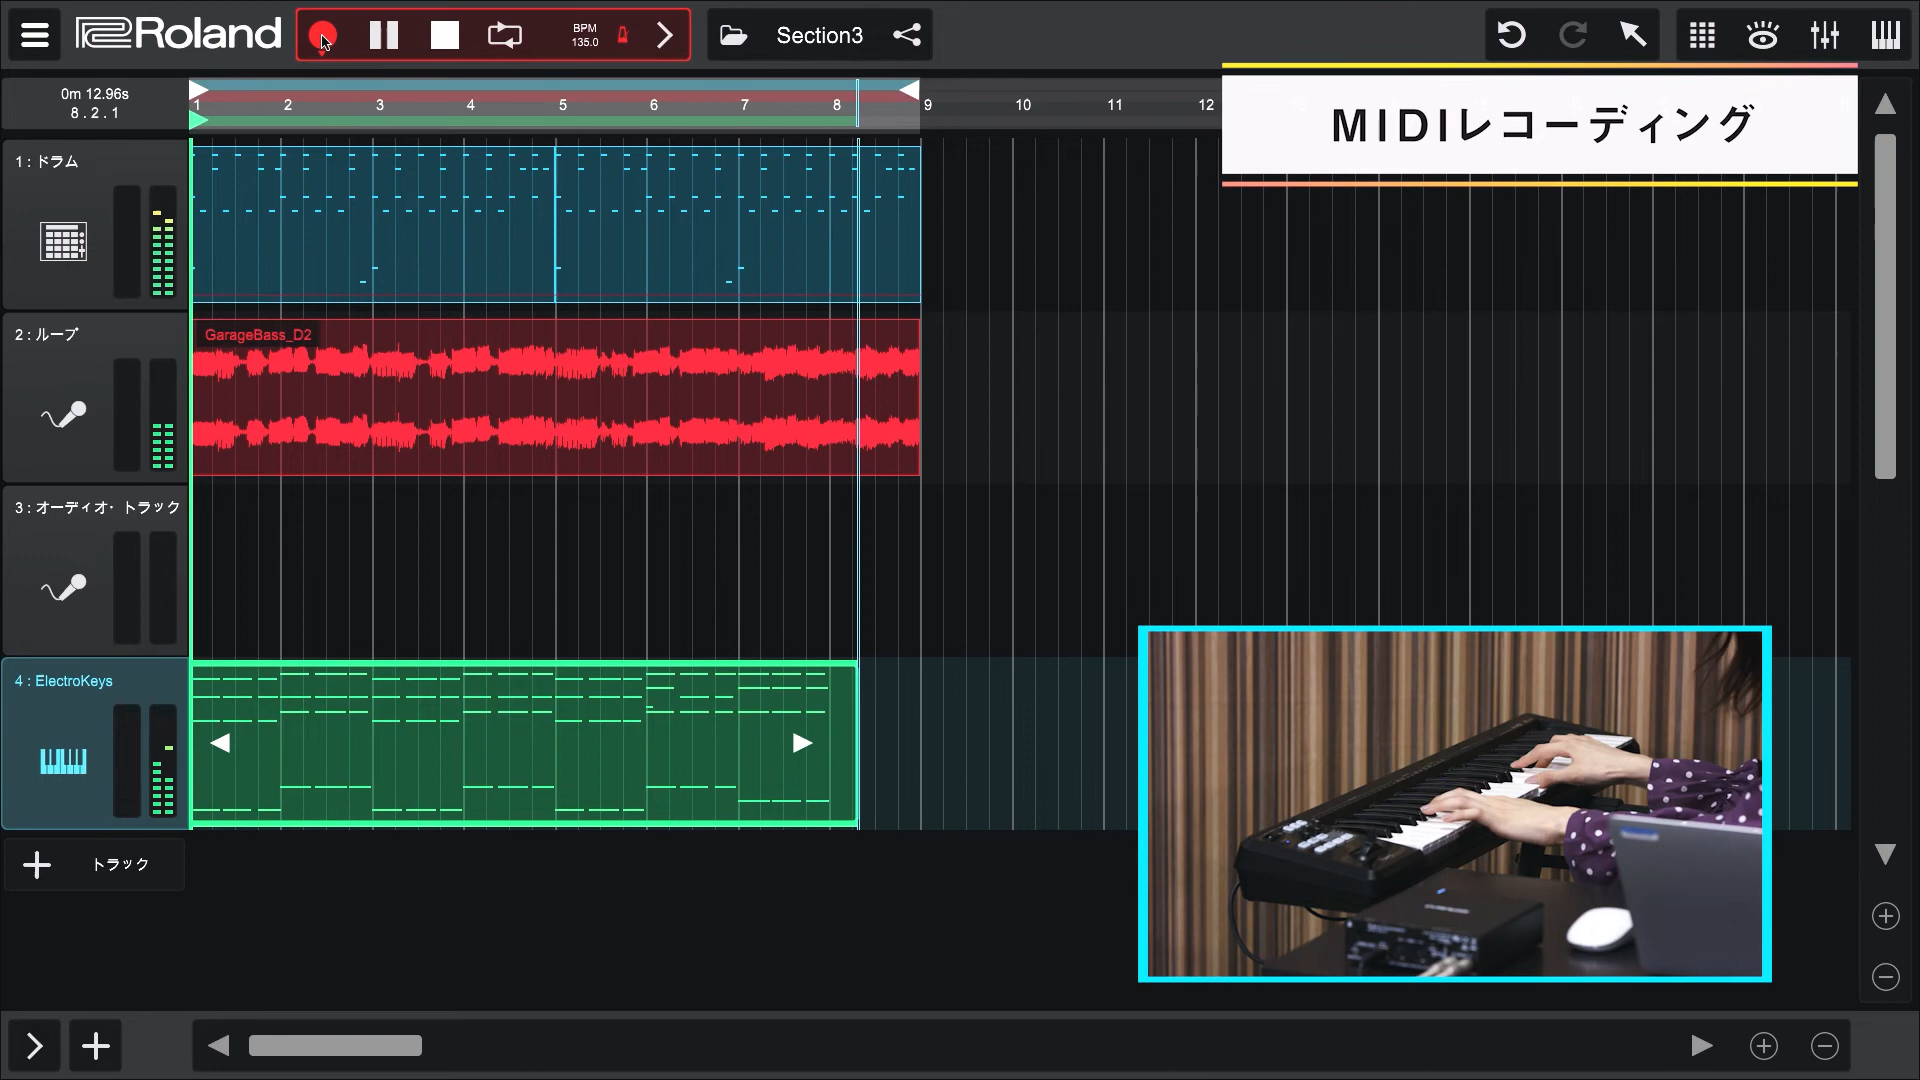 Roland
BPM
135.0
Section3
0m 12.96s
8 . 2 . 1
1 2 3 4 5 6 7 8 9 10 11 12
MIDIレコーディング
1 : ドラム
2 : ループ
GarageBass_D2
3 : オーディオ・トラック
4 : ElectroKeys
トラック